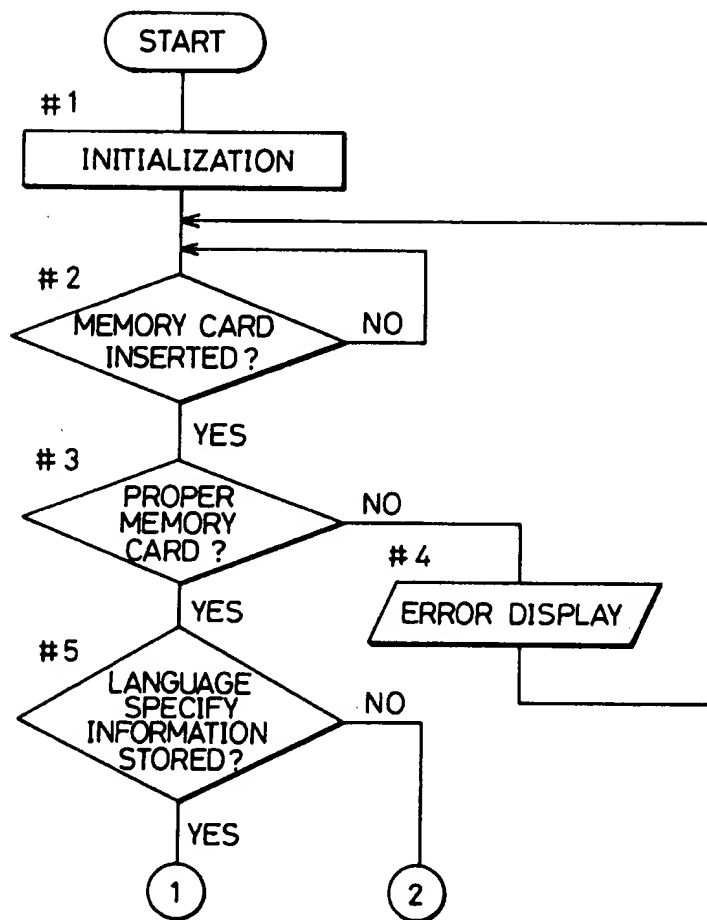 START
#1
INITIALIZATION
#2
MEMORY CARD
INSERTED?
NO
YES
#3
PROPER
MEMORY
CARD?
NO
#4
ERROR DISPLAY
YES
#5
LANGUAGE
SPECIFY
INFORMATION
STORED?
NO
YES
1
2